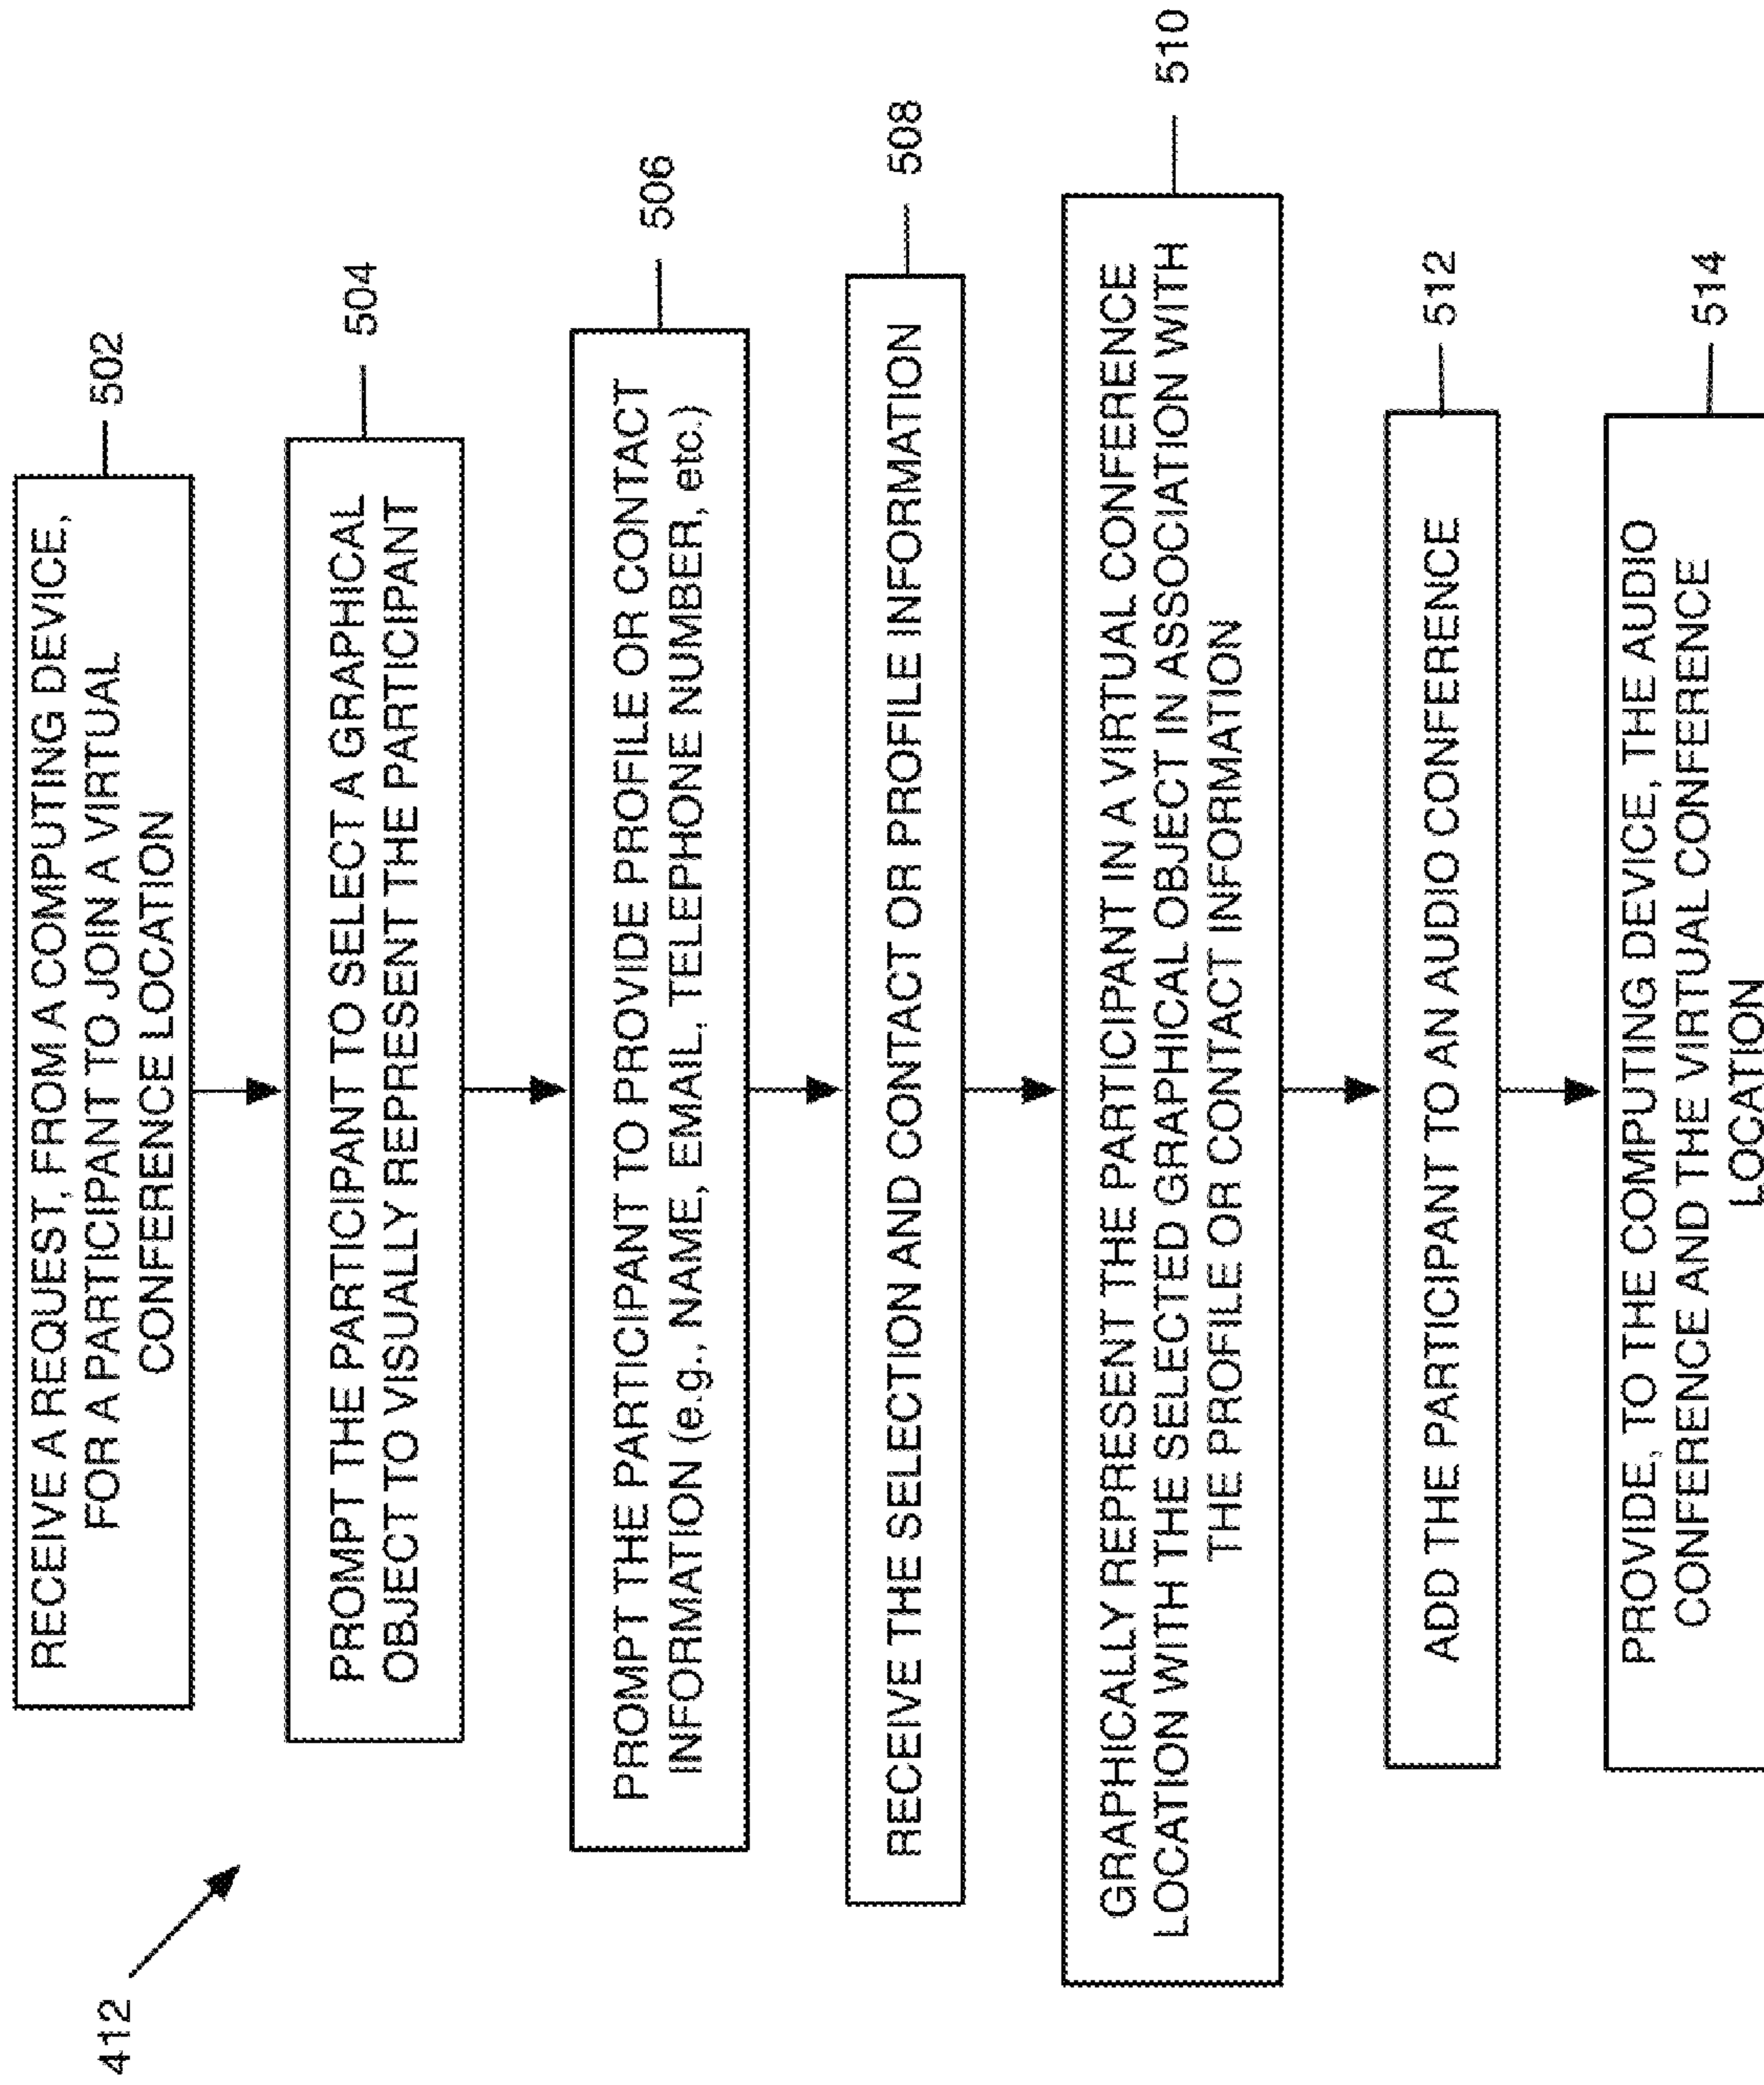 412
RECEIVE A REQUEST, FROM A COMPUTING DEVICE,
FOR A PARTICIPANT TO JOIN A VIRTUAL
CONFERENCE LOCATION
502
PROMPT THE PARTICIPANT TO SELECT A GRAPHICAL
OBJECT TO VISUALLY REPRESENT THE PARTICIPANT
504
PROMPT THE PARTICIPANT TO PROVIDE PROFILE OR CONTACT
INFORMATION (e.g., NAME, EMAIL, TELEPHONE NUMBER, etc.)
506
RECEIVE THE SELECTION AND CONTACT OR PROFILE INFORMATION
508
GRAPHICALLY REPRESENT THE PARTICIPANT IN A VIRTUAL CONFERENCE
LOCATION WITH THE SELECTED GRAPHICAL OBJECT IN ASSOCIATION WITH
THE PROFILE OR CONTACT INFORMATION
510
ADD THE PARTICIPANT TO AN AUDIO CONFERENCE
512
PROVIDE, TO THE COMPUTING DEVICE, THE AUDIO
CONFERENCE AND THE VIRTUAL CONFERENCE
LOCATION
514